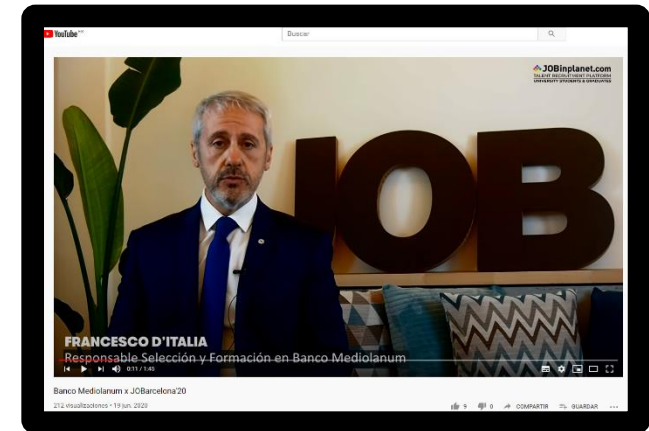 YouTube ES
Buscar
JOBinplanet.com
TALENT RECRUITMENT PLATFORM
UNIVERSITY STUDENTS & GRADUATES
JOB
FRANCESCO D'ITALIA
Responsable Selección y Formación en Banco Mediolanum
0:11 / 1:45
Banco Mediolanum x JOBarcelona'20
212 visualizaciones • 19 jun. 2020
9 0 COMPARTIR GUARDAR